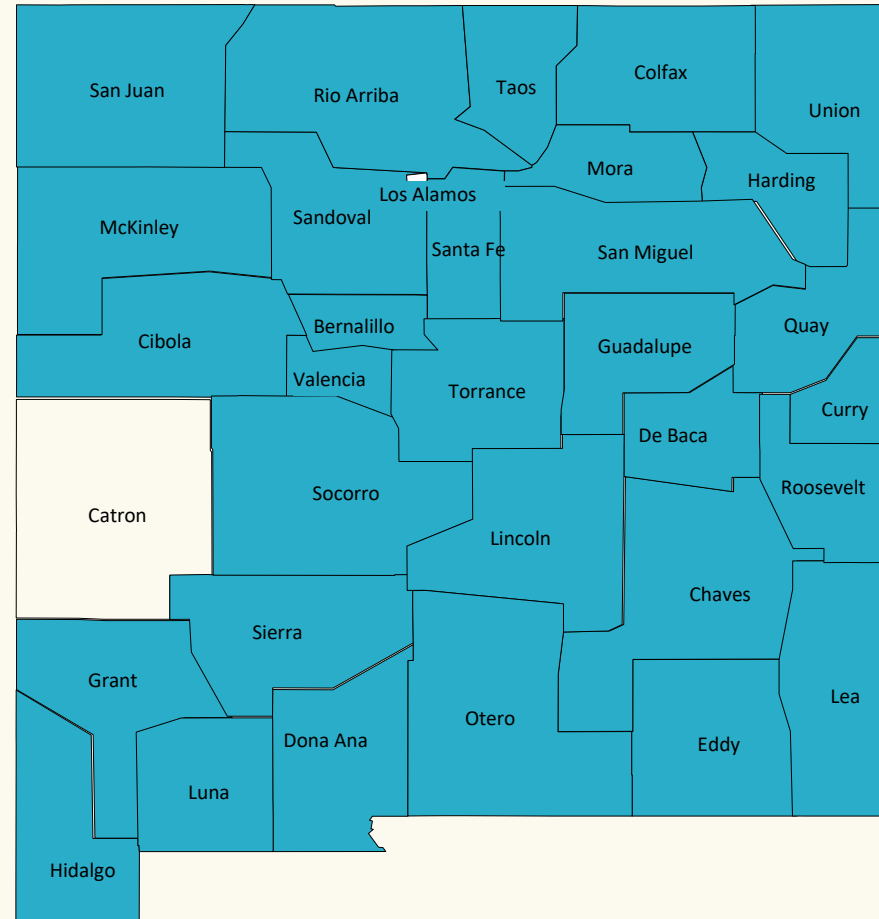 San Juan
Rio Arriba
Taos
Colfax
Union
Mora
Harding
Los Alamos
McKinley
Sandoval
Santa Fe
San Miguel
Bernalillo
Quay
Cibola
Guadalupe
Valencia
Torrance
Curry
De Baca
Roosevelt
Socorro
Catron
Lincoln
Chaves
Sierra
Grant
Lea
Otero
Dona Ana
Eddy
Luna
Hidalgo